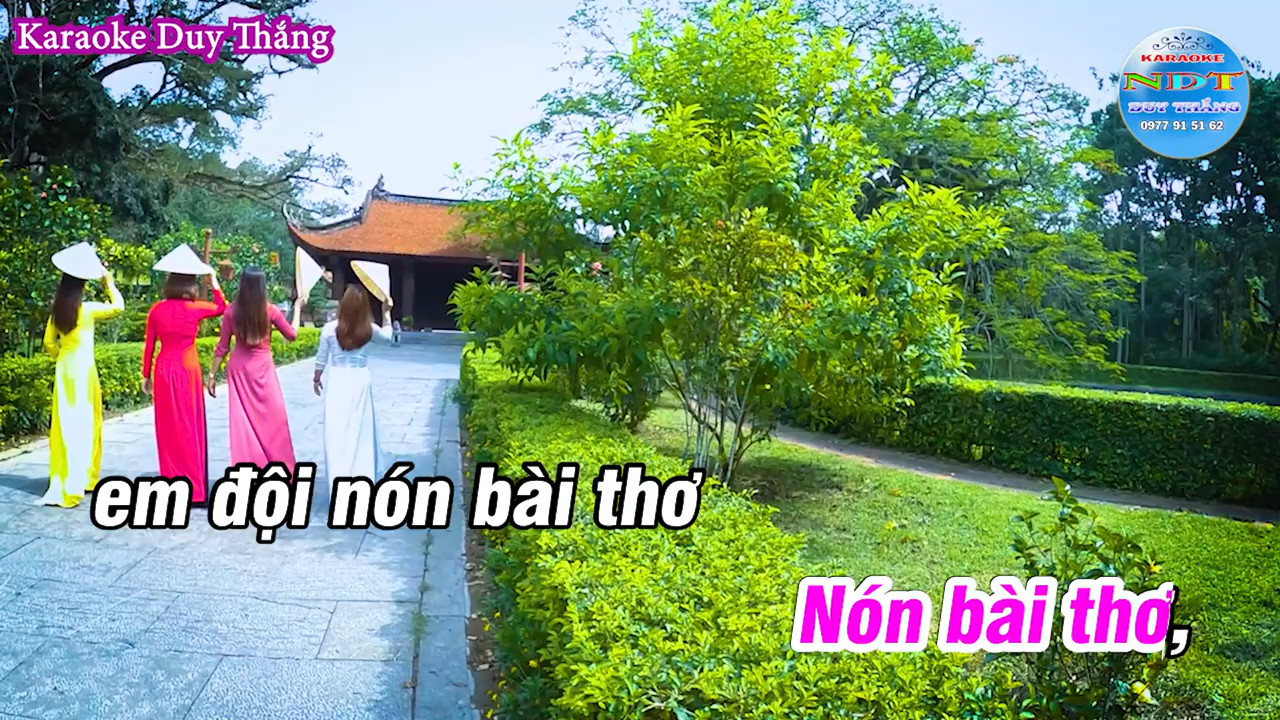 Karaoke Duy Thắng
KARAOKE
NDT
DUY THẮNG
0977 91 51 62
em đội nón bài thơ
Nón bài thơ,